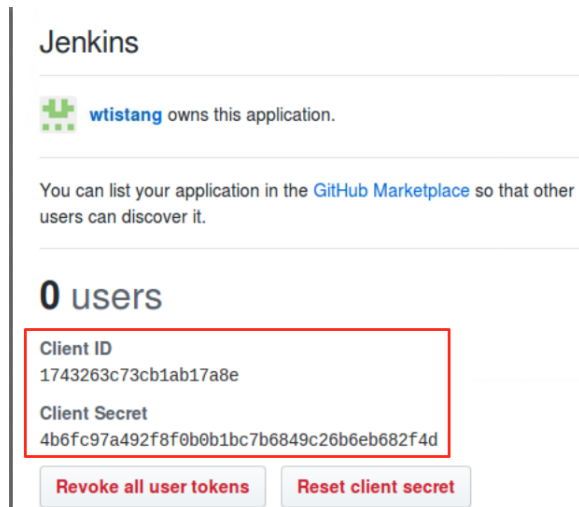 Jenkins
wtistang owns this application.
You can list your application in the GitHub Marketplace so that other
users can discover it.
0 users
Client ID
1743263c73cb1ab17a8e
Client Secret
4b6fc97a492f8f0b0b1bc7b6849c26b6eb682f4d
Revoke all user tokens
Reset client secret